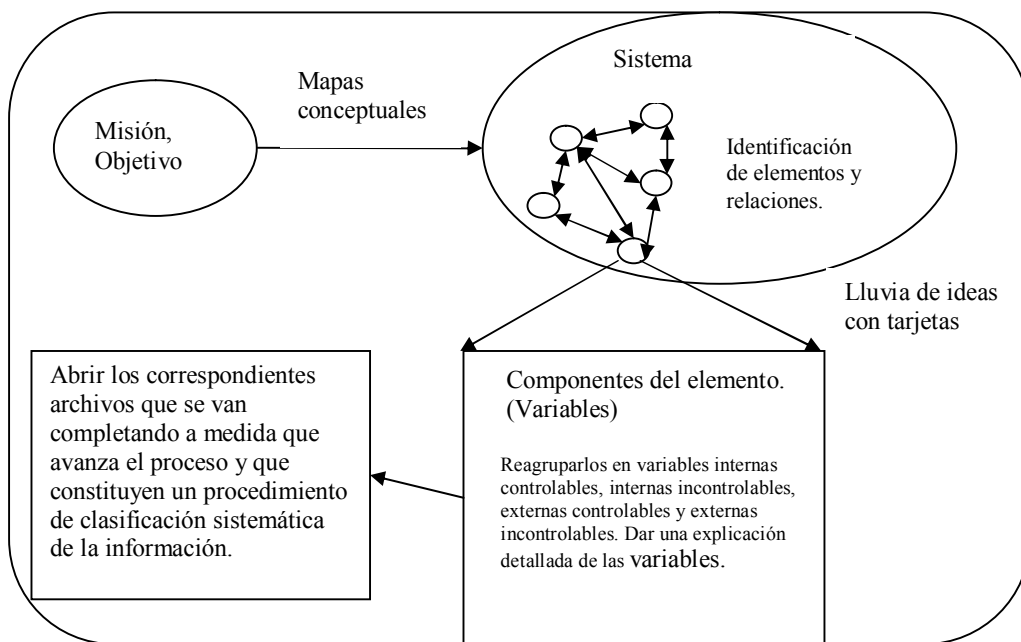 Misión,
Objetivo
Mapas
conceptuales
Sistema
Identificación
de elementos y
relaciones.
Lluvia de ideas
con tarjetas
Abrir los correspondientes
archivos que se van
completando a medida que
avanza el proceso y que
constituyen un procedimiento
de clasificación sistemática
de la información.
Componentes del elemento.
(Variables)
Reagruparlos en variables internas
controlables, internas incontrolables,
externas controlables y externas
incontrolables. Dar una explicación
detallada de las variables.